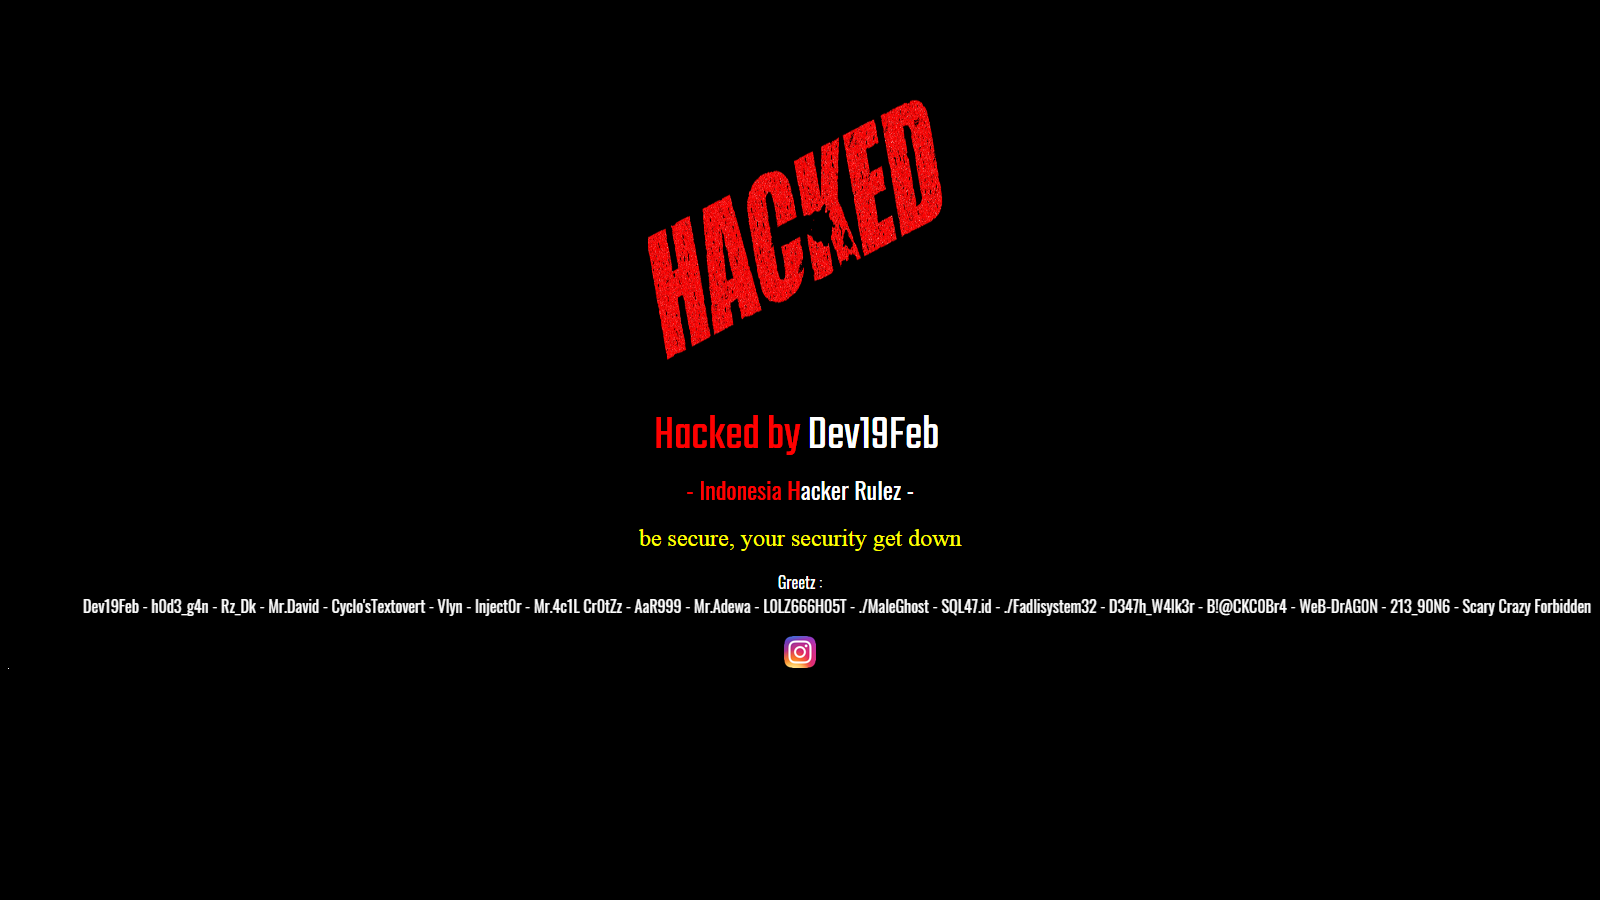 HACKED
Hacked by Dev19Feb
- Indonesia Hacker Rulez -
be secure, your security get down
Greetz :
Dev19Feb - h0d3_g4n - Rz_Dk - Mr.David - Cyclo'sTextovert - Vlyn - Inject0r - Mr.4c1L Cr0tZz - AaR999 - Mr.Adewa - L0LZ666H05T - ./MaleGhost - SQL47.id - ./Fadlisystem32 - D347h_W4lk3r - B!@CKC0Br4 - WeB-DrAG0N - 213_90N6 - Scary Crazy Forbidden
.